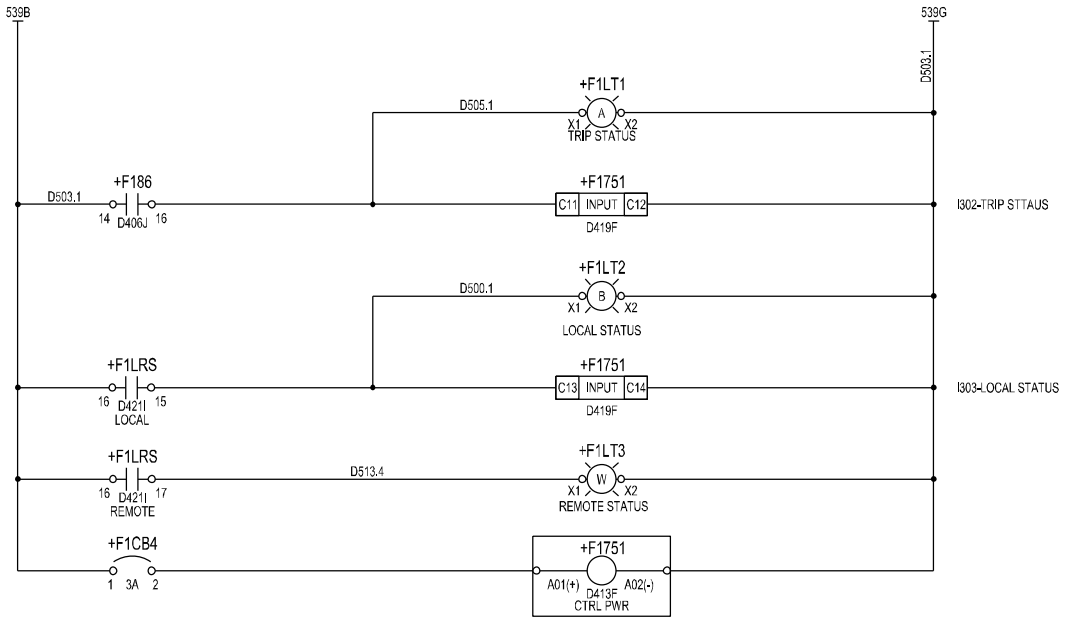 539B
539G
D503.1
+F1LT1
D505.1
A
X1 X2
TRIP STATUS
+F186
+F1751
D503.1
C11 INPUT C12
14 16
D406J
D419F
I302-TRIP STTAUS
+F1LT2
D500.1
B
X1 X2
LOCAL STATUS
+F1LRS
+F1751
C13 INPUT C14
16 15
D421I
LOCAL
D419F
I303-LOCAL STATUS
+F1LRS
+F1LT3
D513.4
W
16 17
D421I
REMOTE
X1 X2
REMOTE STATUS
+F1CB4
+F1751
1 3A 2
A01(+) A02(-)
D413F
CTRL PWR